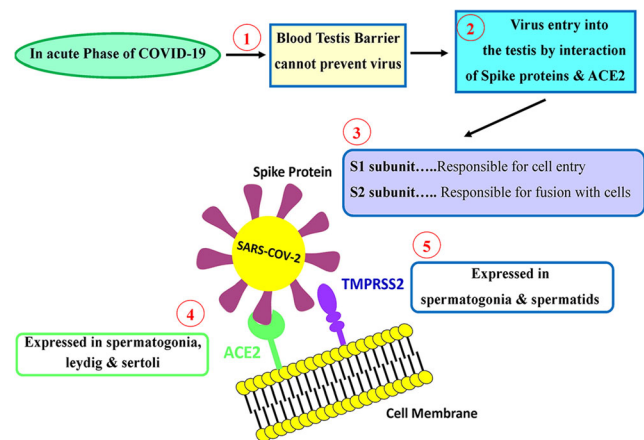 In acute Phase of COVID-19
1
Blood Testis Barrier
cannot prevent virus
2
Virus entry into
the testis by interaction
of Spike proteins & ACE2
3
S1 subunit…..Responsible for cell entry
S2 subunit….. Responsible for fusion with cells
Spike Protein
SARS-COV-2
5
Expressed in
spermatogonia & spermatids
TMPRSS2
4
Expressed in spermatogonia,
leydig & sertoli
ACE2
Cell Membrane